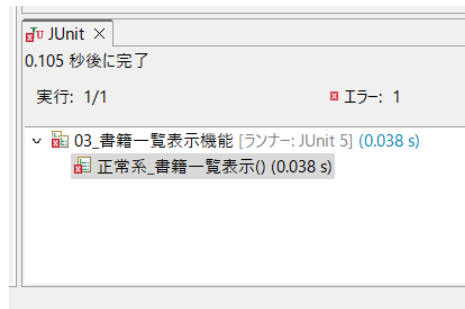 JUnit ×
0.105 秒後に完了
実行: 1/1 エラー: 1
03_書籍一覧表示機能 [ランナー: JUnit 5] (0.038 s)
正常系_書籍一覧表示() (0.038 s)